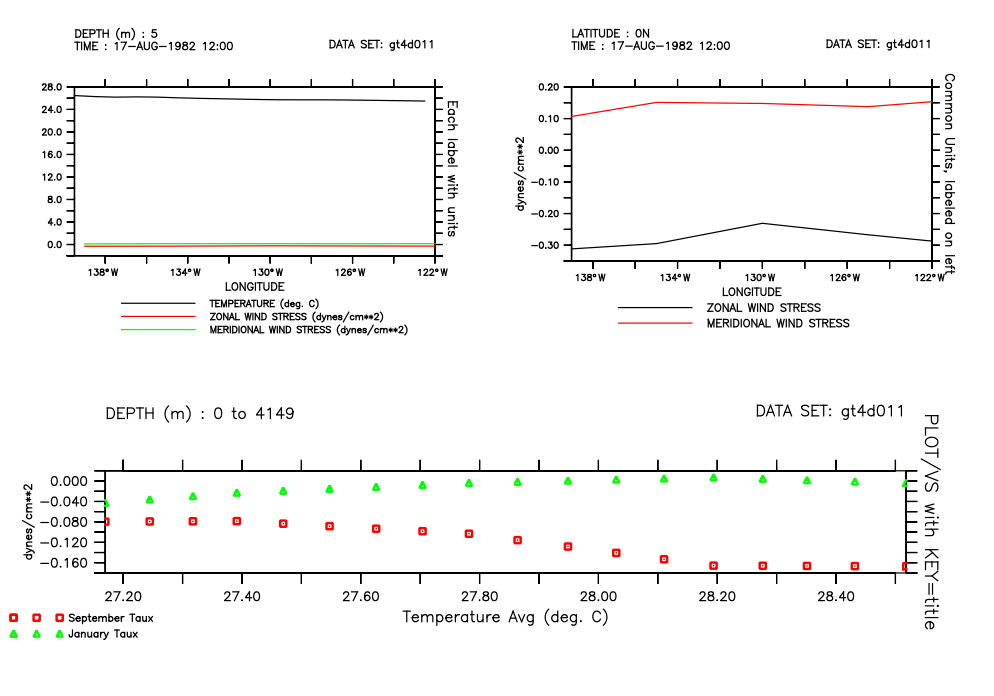 DEPTH (m) : 5
TIME : 17-AUG-1982 12:00
DATA SET: gt4d011
28.0
24.0
20.0
16.0
12.0
8.0
4.0
0.0
138°W 134°W 130°W 126°W 122°W
LONGITUDE
Each label with units
TEMPERATURE (deg. C)
ZONAL WIND STRESS (dynes/cm**2)
MERIDIONAL WIND STRESS (dynes/cm**2)
LATITUDE : 0N
TIME : 17-AUG-1982 12:00
DATA SET: gt4d011
dynes/cm**2
0.20
0.10
0.00
-0.10
-0.20
-0.30
138°W 134°W 130°W 126°W 122°W
LONGITUDE
Common Units, labeled on left
ZONAL WIND STRESS
MERIDIONAL WIND STRESS
DEPTH (m) : 0 to 4149
DATA SET: gt4d011
dynes/cm**2
0.000
-0.040
-0.080
-0.120
-0.160
27.20 27.40 27.60 27.80 28.00 28.20 28.40
Temperature Avg (deg. C)
PLOT/VS with KEY=title
September Taux
January Taux